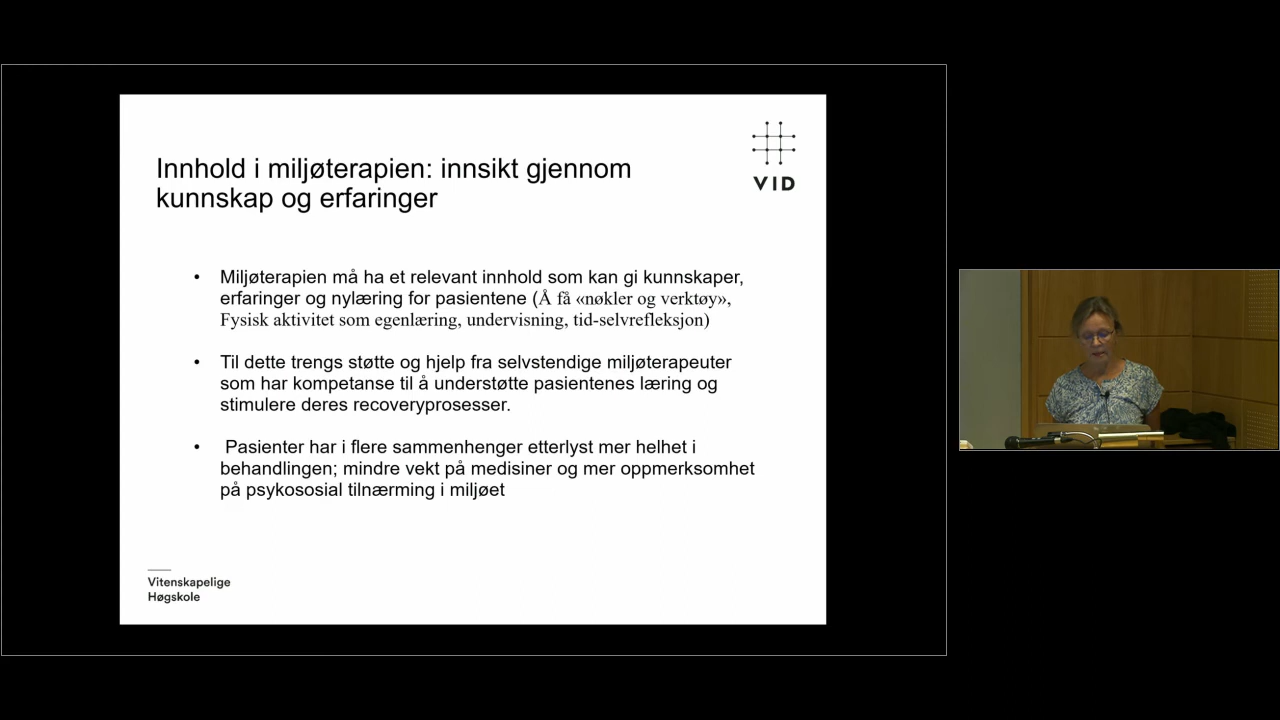 VID
Innhold i miljøterapien: innsikt gjennom
kunnskap og erfaringer
• Miljøterapien må ha et relevant innhold som kan gi kunnskaper,
erfaringer og nylæring for pasientene (Å få «nøkler og verktøy»,
Fysisk aktivitet som egenlæring, undervisning, tid-selvrefleksjon)
• Til dette trengs støtte og hjelp fra selvstendige miljøterapeuter
som har kompetanse til å understøtte pasientenes læring og
stimulere deres recoveryprosesser.
• Pasienter har i flere sammenhenger etterlyst mer helhet i
behandlingen; mindre vekt på medisiner og mer oppmerksomhet
på psykososial tilnærming i miljøet
Vitenskapelige
Høgskole